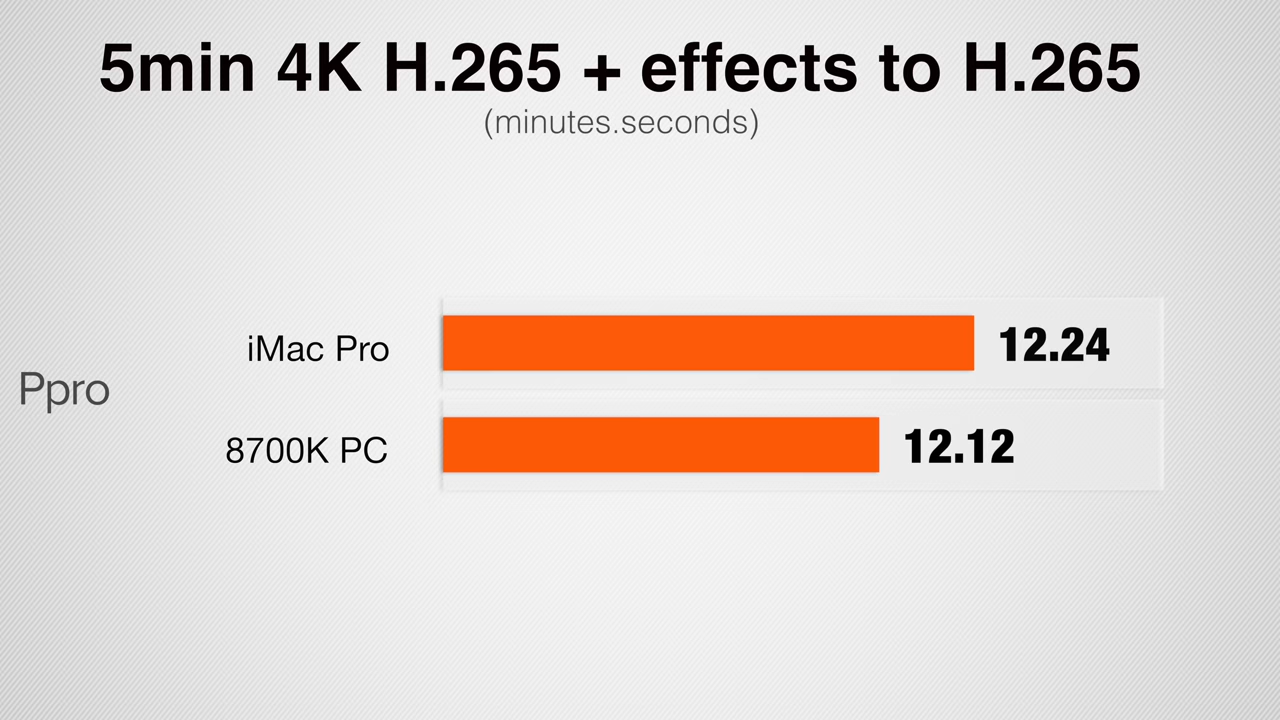 5min 4K H.265 + effects to H.265
(minutes.seconds)
iMac Pro 12.24
Ppro
8700K PC 12.12